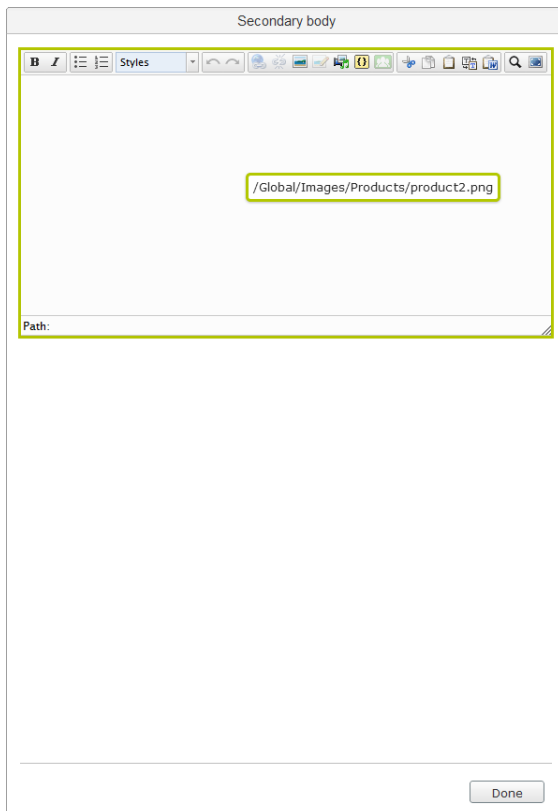 Secondary body
B I Styles
/Global/Images/Products/product2.png
Path:
Done